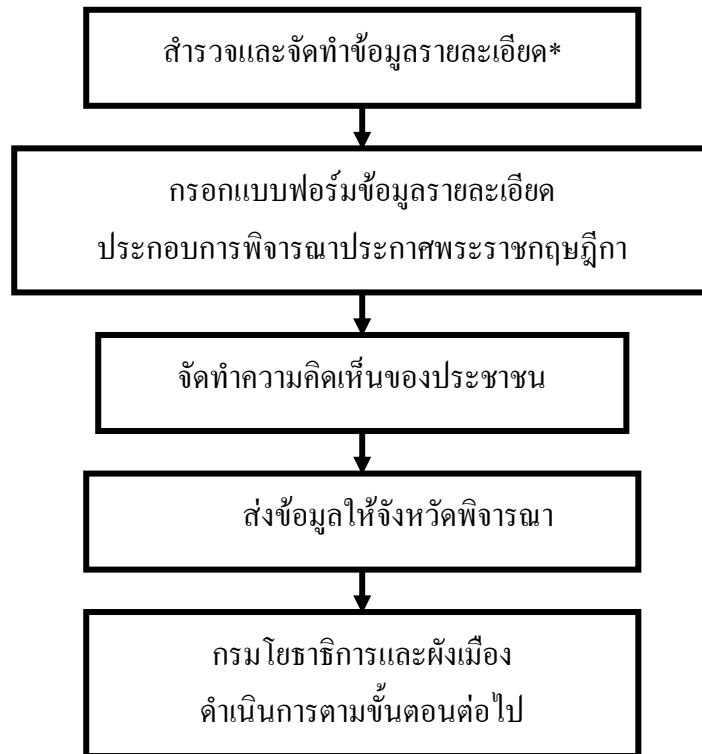 สำรวจและจัดทำข้อมูลรายละเอียด*
กรอกแบบฟอร์มข้อมูลรายละเอียด
ประกอบการพิจารณาประกาศพระราชกฤษฎีกา
จัดทำความคิดเห็นของประชาชน
ส่งข้อมูลให้จังหวัดพิจารณา
กรมโยธาธิการและผังเมือง
ดำเนินการตามขั้นตอนต่อไป